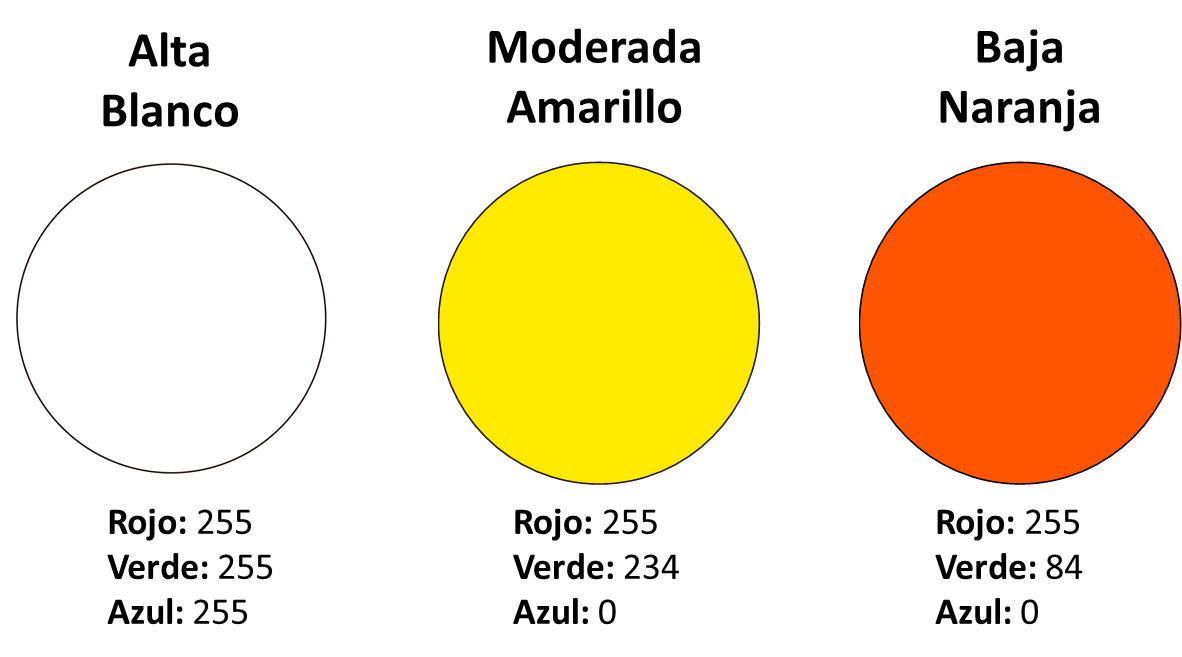 Alta
Blanco
Moderada
Amarillo
Baja
Naranja
Rojo: 255
Verde: 255
Azul: 255
Rojo: 255
Verde: 234
Azul: 0
Rojo: 255
Verde: 84
Azul: 0